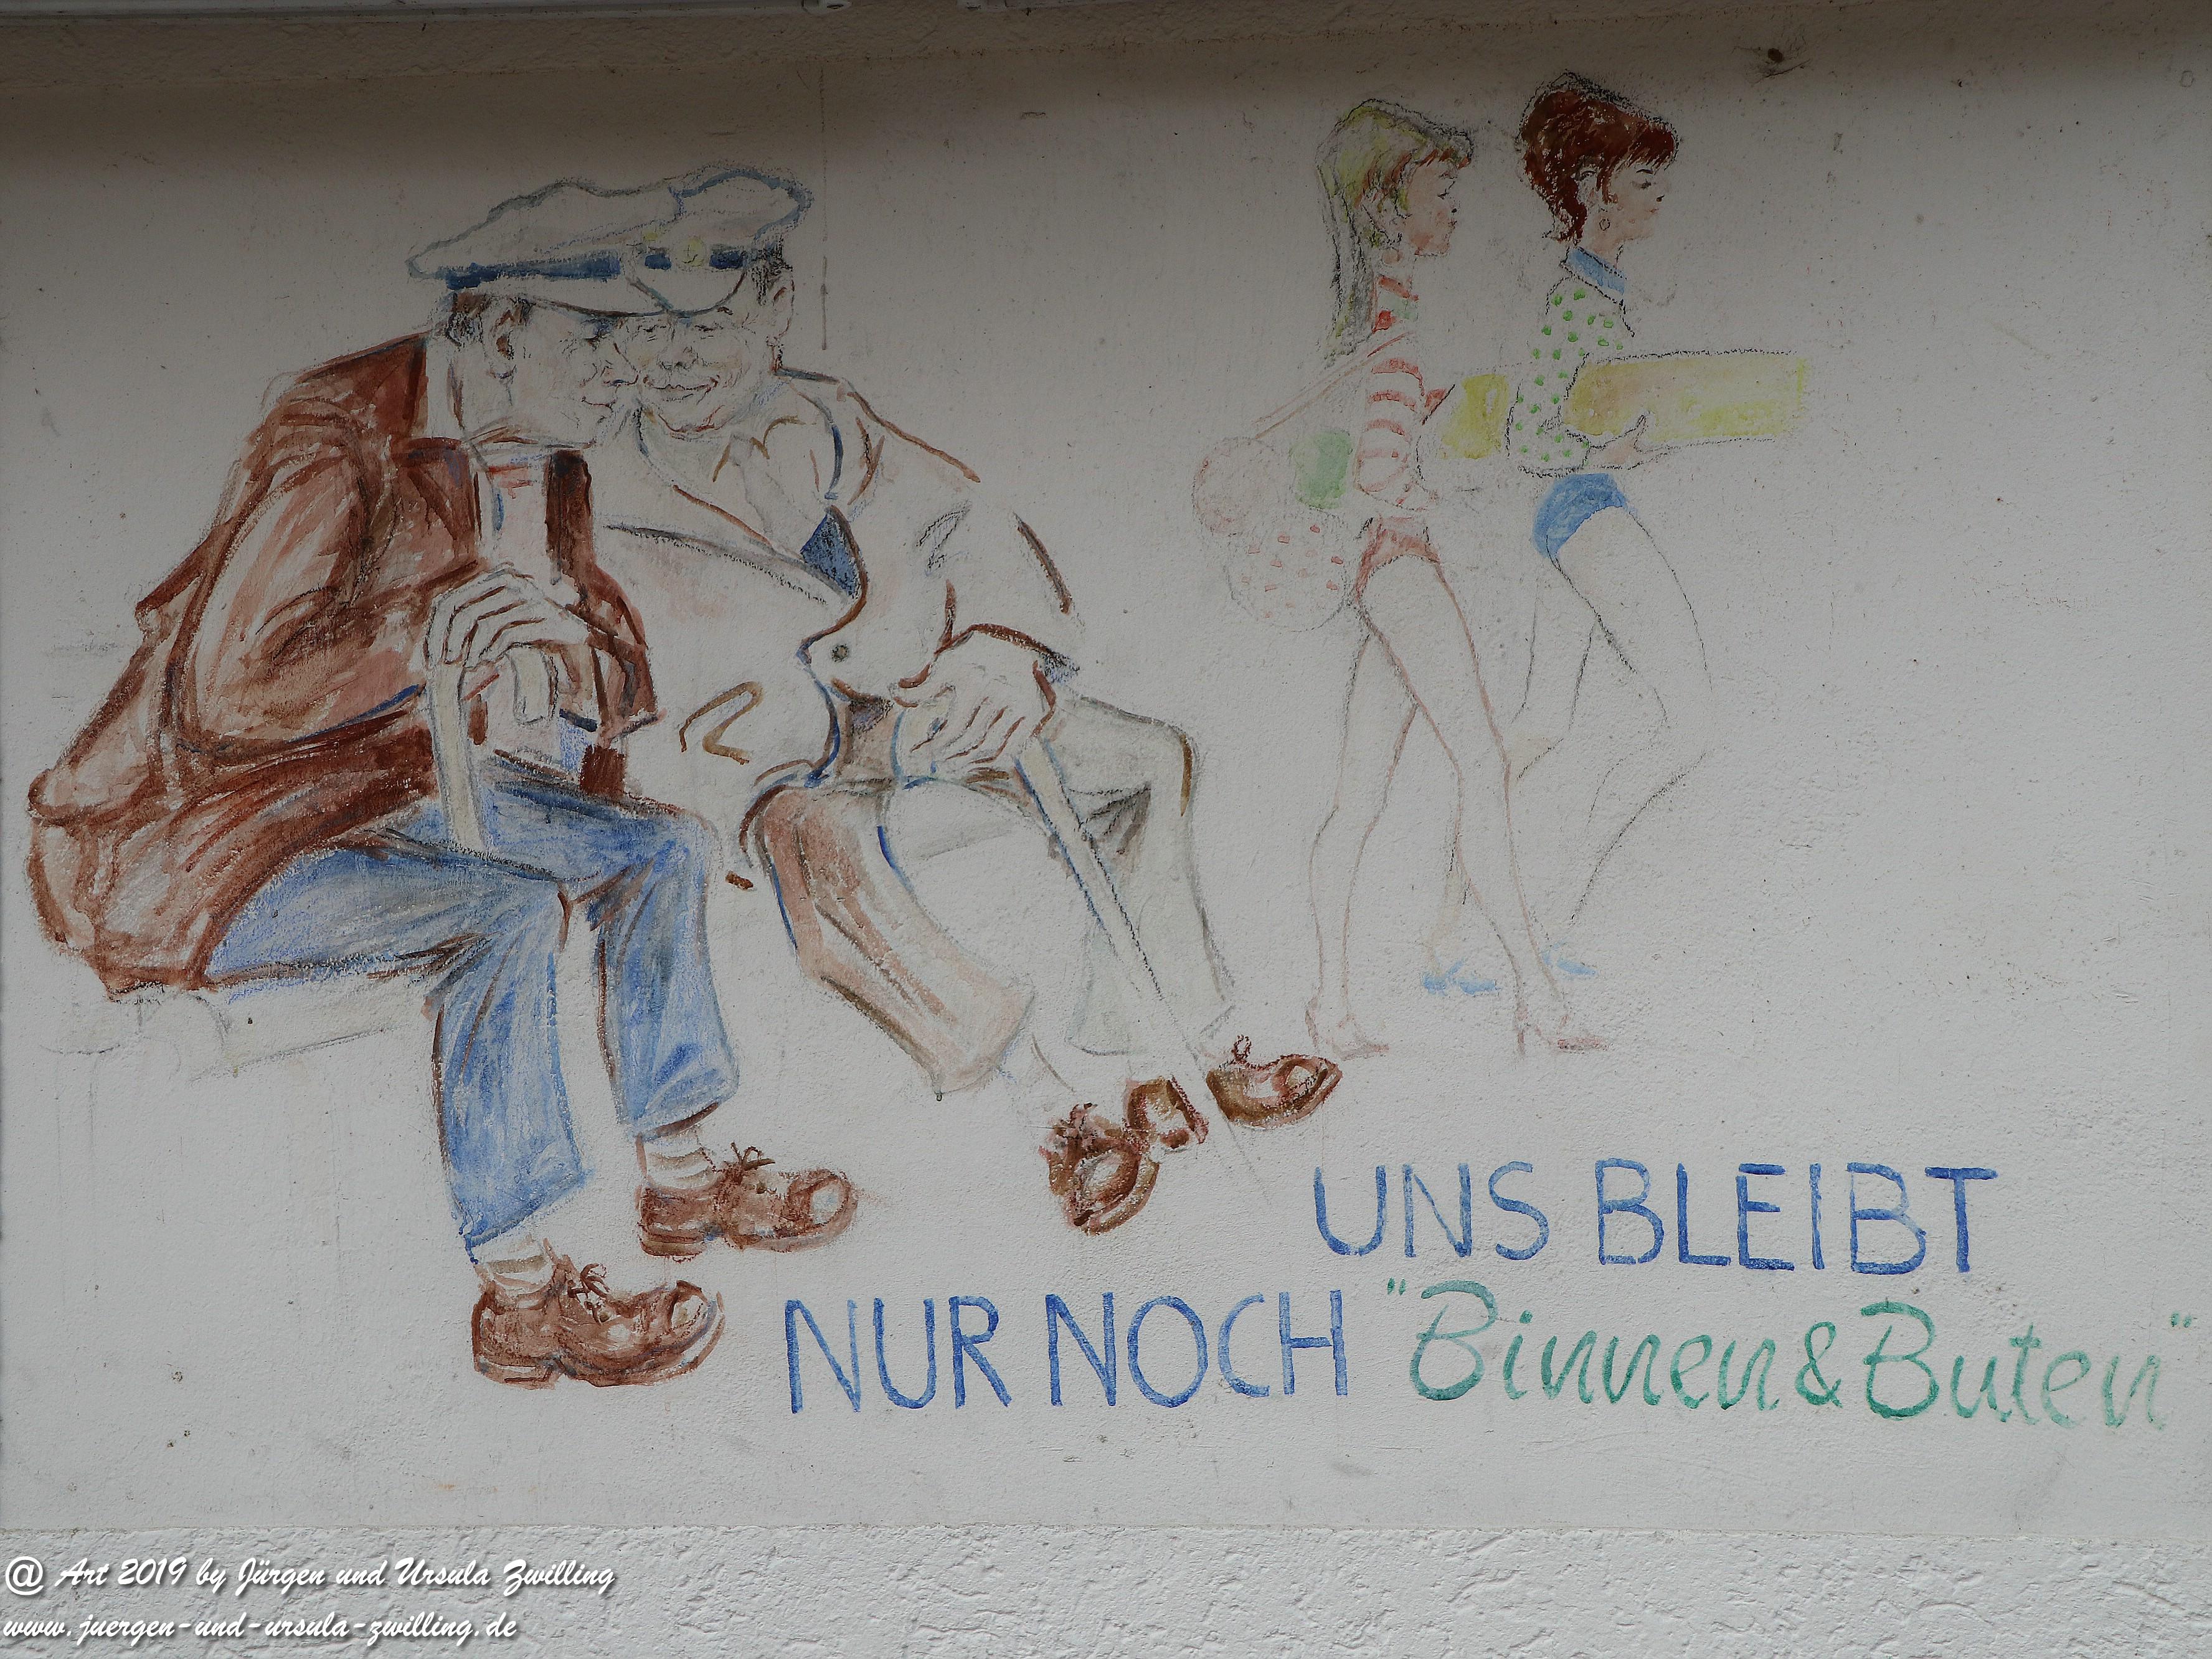 UNS BLEIBT
NUR NOCH "Binnen & Buten"
@ Art 2019 by Jürgen und Ursula Zwilling
www.juergen-und-ursula-zwilling.de